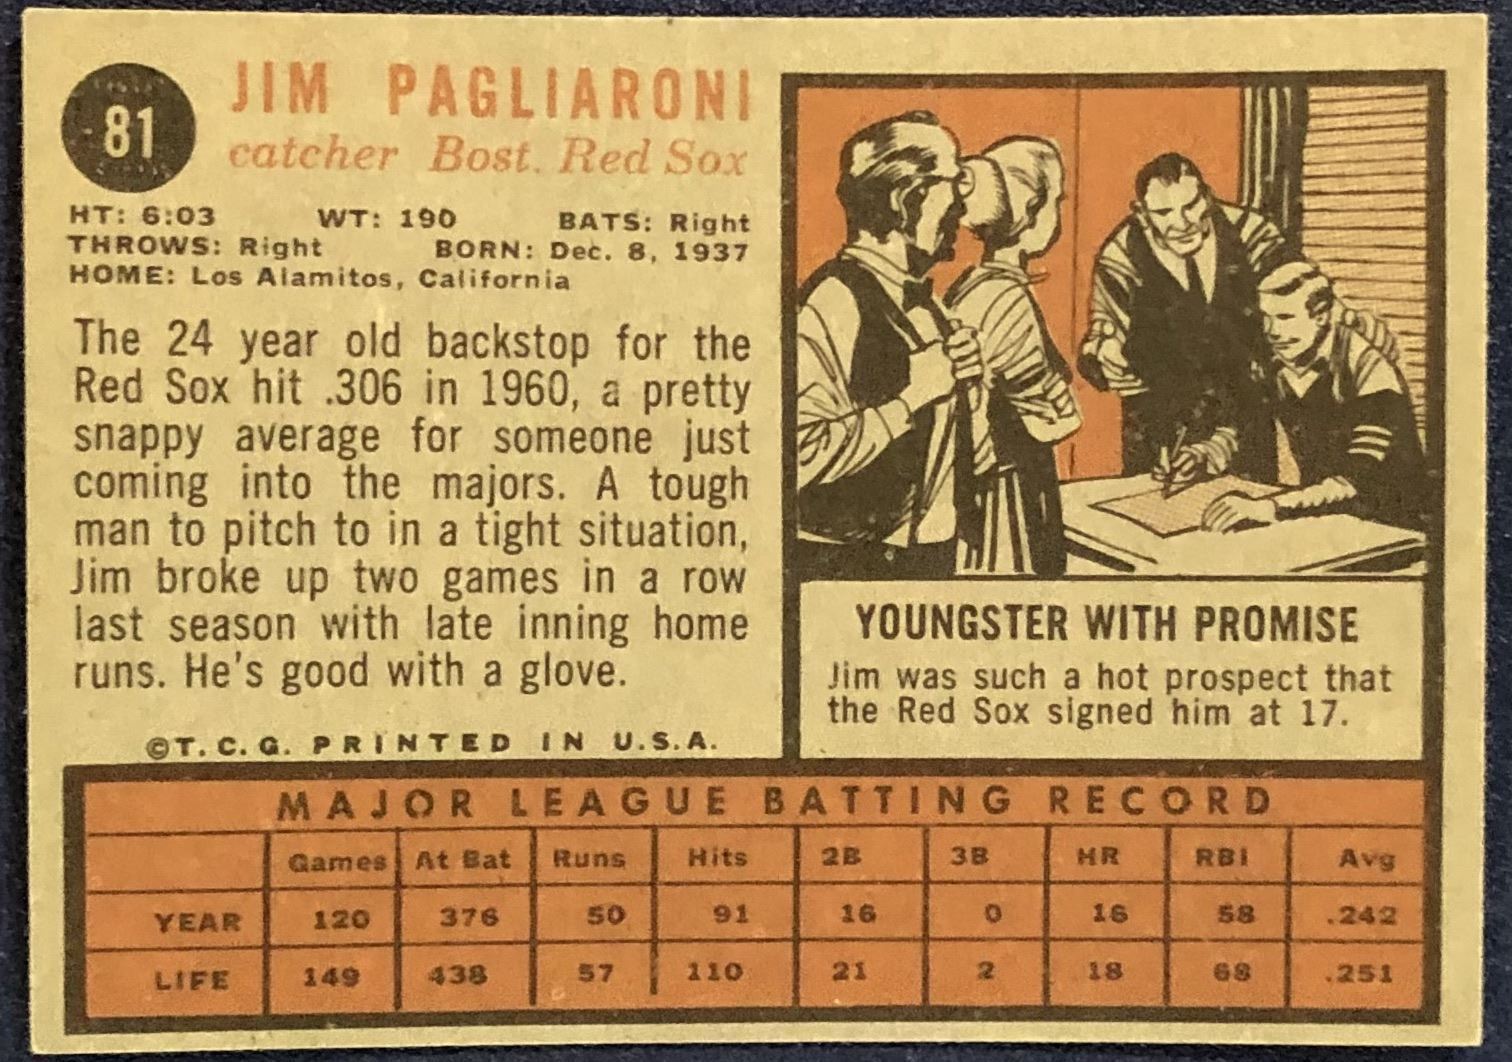 81
JIM PAGLIARONI
catcher Bost. Red Sox
HT: 6:03 WT: 190 BATS: Right
THROWS: Right BORN: Dec. 8, 1937
HOME: Los Alamitos, California
The 24 year old backstop for the
Red Sox hit .306 in 1960, a pretty
snappy average for someone just
coming into the majors. A tough
man to pitch to in a tight situation,
Jim broke up two games in a row
last season with late inning home
runs. He's good with a glove.
©T.C.G. PRINTED IN U.S.A.
YOUNGSTER WITH PROMISE
Jim was such a hot prospect that
the Red Sox signed him at 17.
MAJOR LEAGUE BATTING RECORD
Games At Bat Runs Hits 2B 3B HR RBI Avg
YEAR 120 376 50 91 16 0 16 58 .242
LIFE 149 438 57 110 21 2 18 68 .251